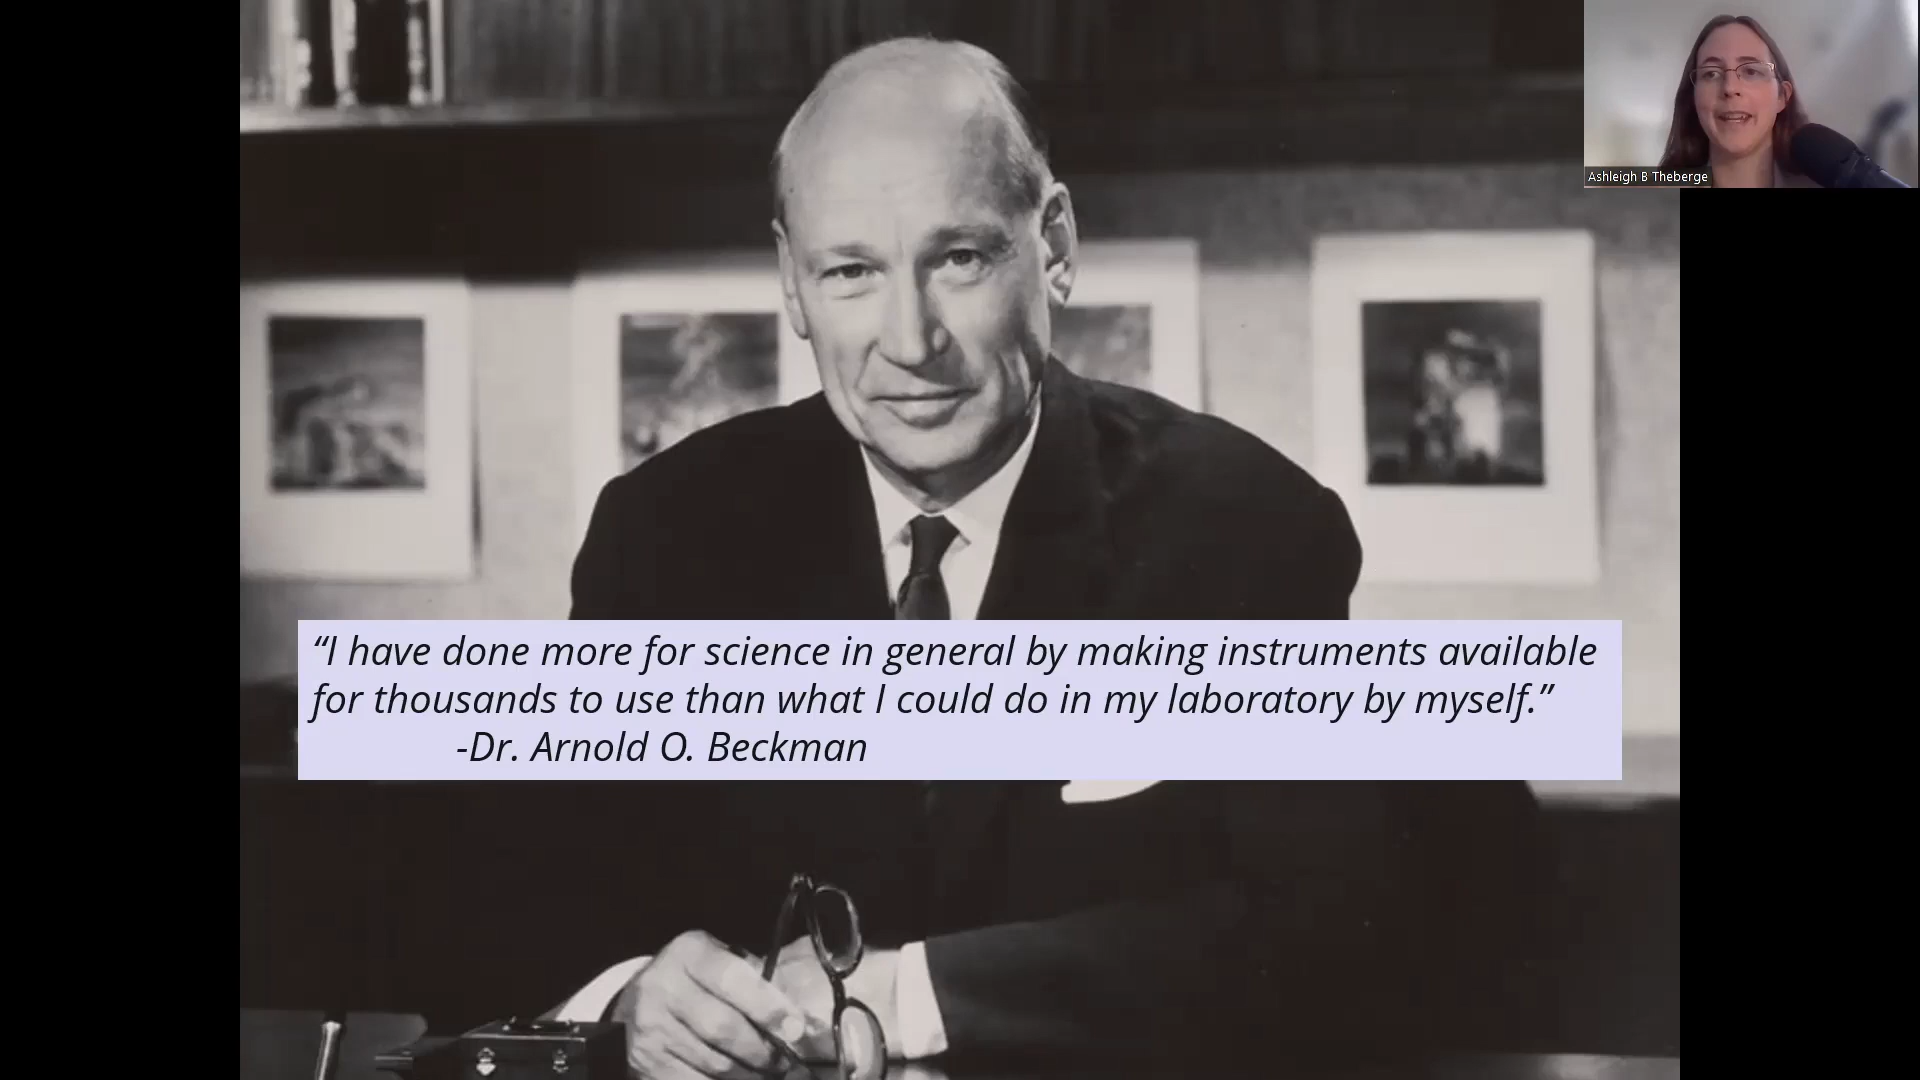 Ashleigh B Theberge
“I have done more for science in general by making instruments available
for thousands to use than what I could do in my laboratory by myself.”
-Dr. Arnold O. Beckman